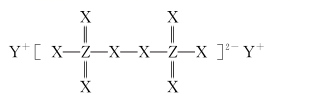 X X
|| ||
Y⁺[ X—Z—X—X—Z—X ]²⁻ Y⁺
|| ||
X X